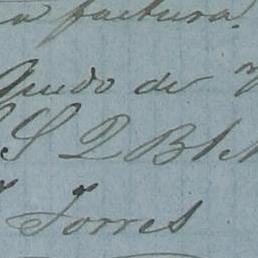 a factura
Quedo de
S Q B S M
Torres